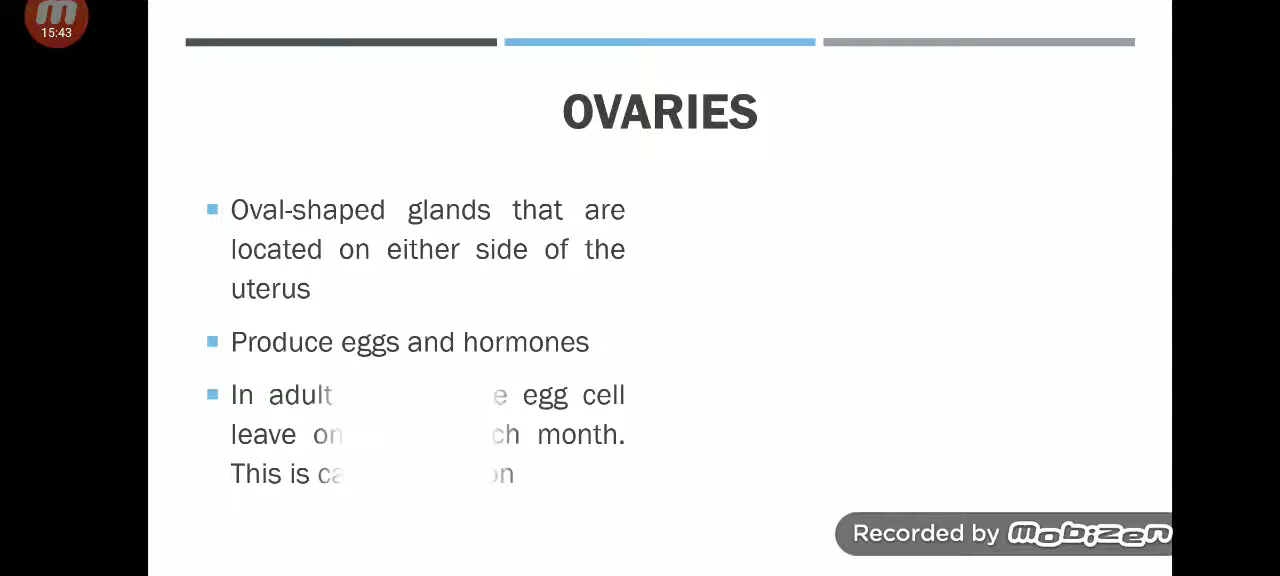 15:43
OVARIES
Oval-shaped glands that are
located on either side of the
uterus
Produce eggs and hormones
In adult egg cell
leave month.
This is
Recorded by mobizen